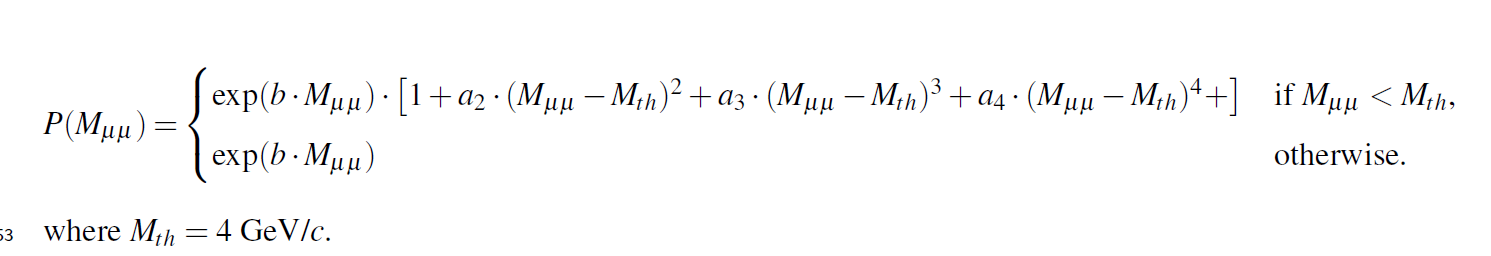 P(M_{μμ}) = { exp(b · M_{μμ}) · [1 + a_2 · (M_{μμ} − M_{th})^2 + a_3 · (M_{μμ} − M_{th})^3 + a_4 · (M_{μμ} − M_{th})^4+] if M_{μμ} < M_{th},
exp(b · M_{μμ}) otherwise.
53 where M_{th} = 4 GeV/c.